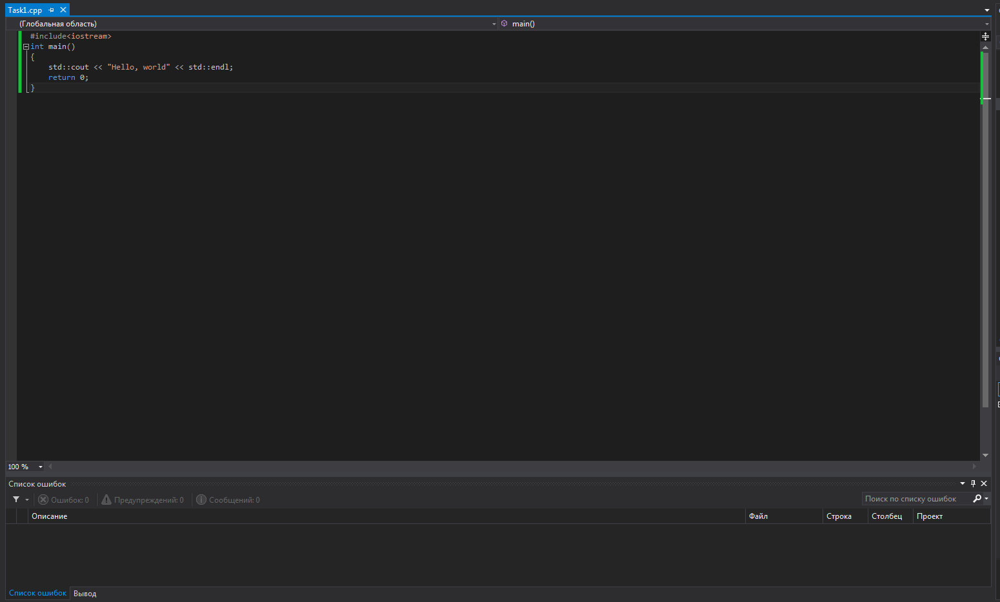 Task1.cpp
(Глобальная область) main()
#include<iostream>
int main()
{
std::cout << "Hello, world" << std::endl;
return 0;
}
100 %
Список ошибок
Ошибок: 0 Предупреждений: 0 Сообщений: 0 Поиск по списку ошибок
Описание Файл Строка Столбец Проект
Список ошибок Вывод